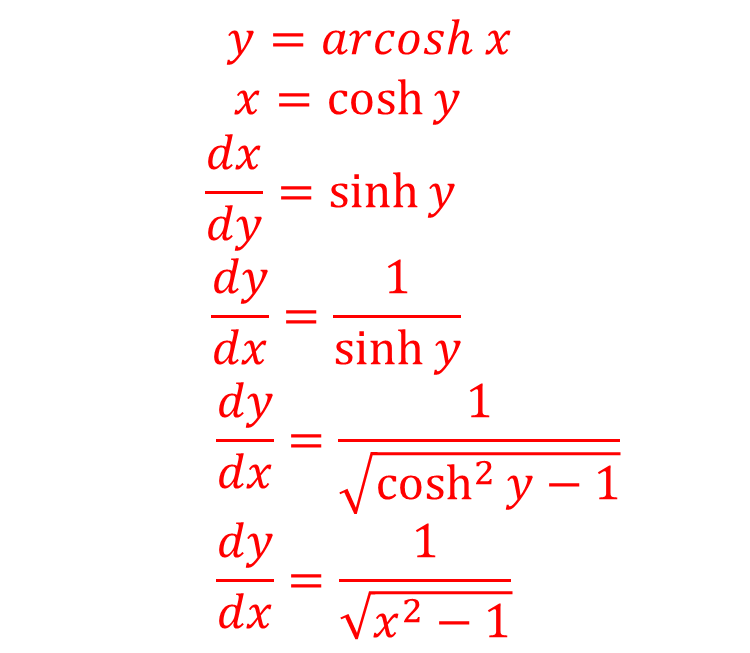 y = arcosh x
x = cosh y
dx/dy = sinh y
dy/dx = 1/sinh y
dy/dx = 1/√(cosh² y − 1)
dy/dx = 1/√(x² − 1)